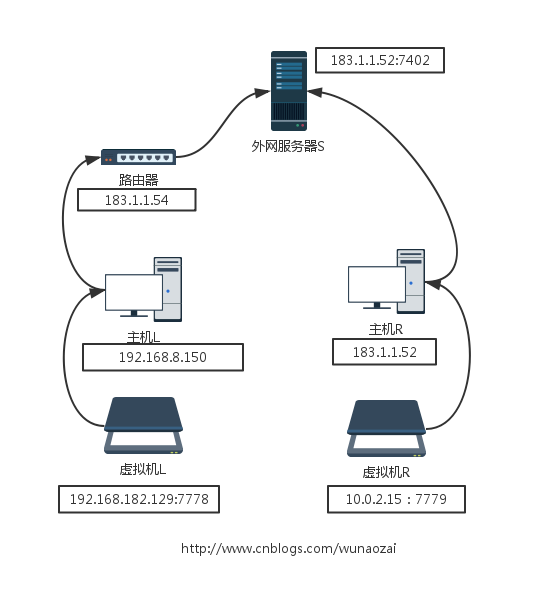 183.1.1.52:7402
外网服务器S
路由器
183.1.1.54
主机L
192.168.8.150
主机R
183.1.1.52
虚拟机L
192.168.182.129:7778
虚拟机R
10.0.2.15：7779
http://www.cnblogs.com/wunaozai